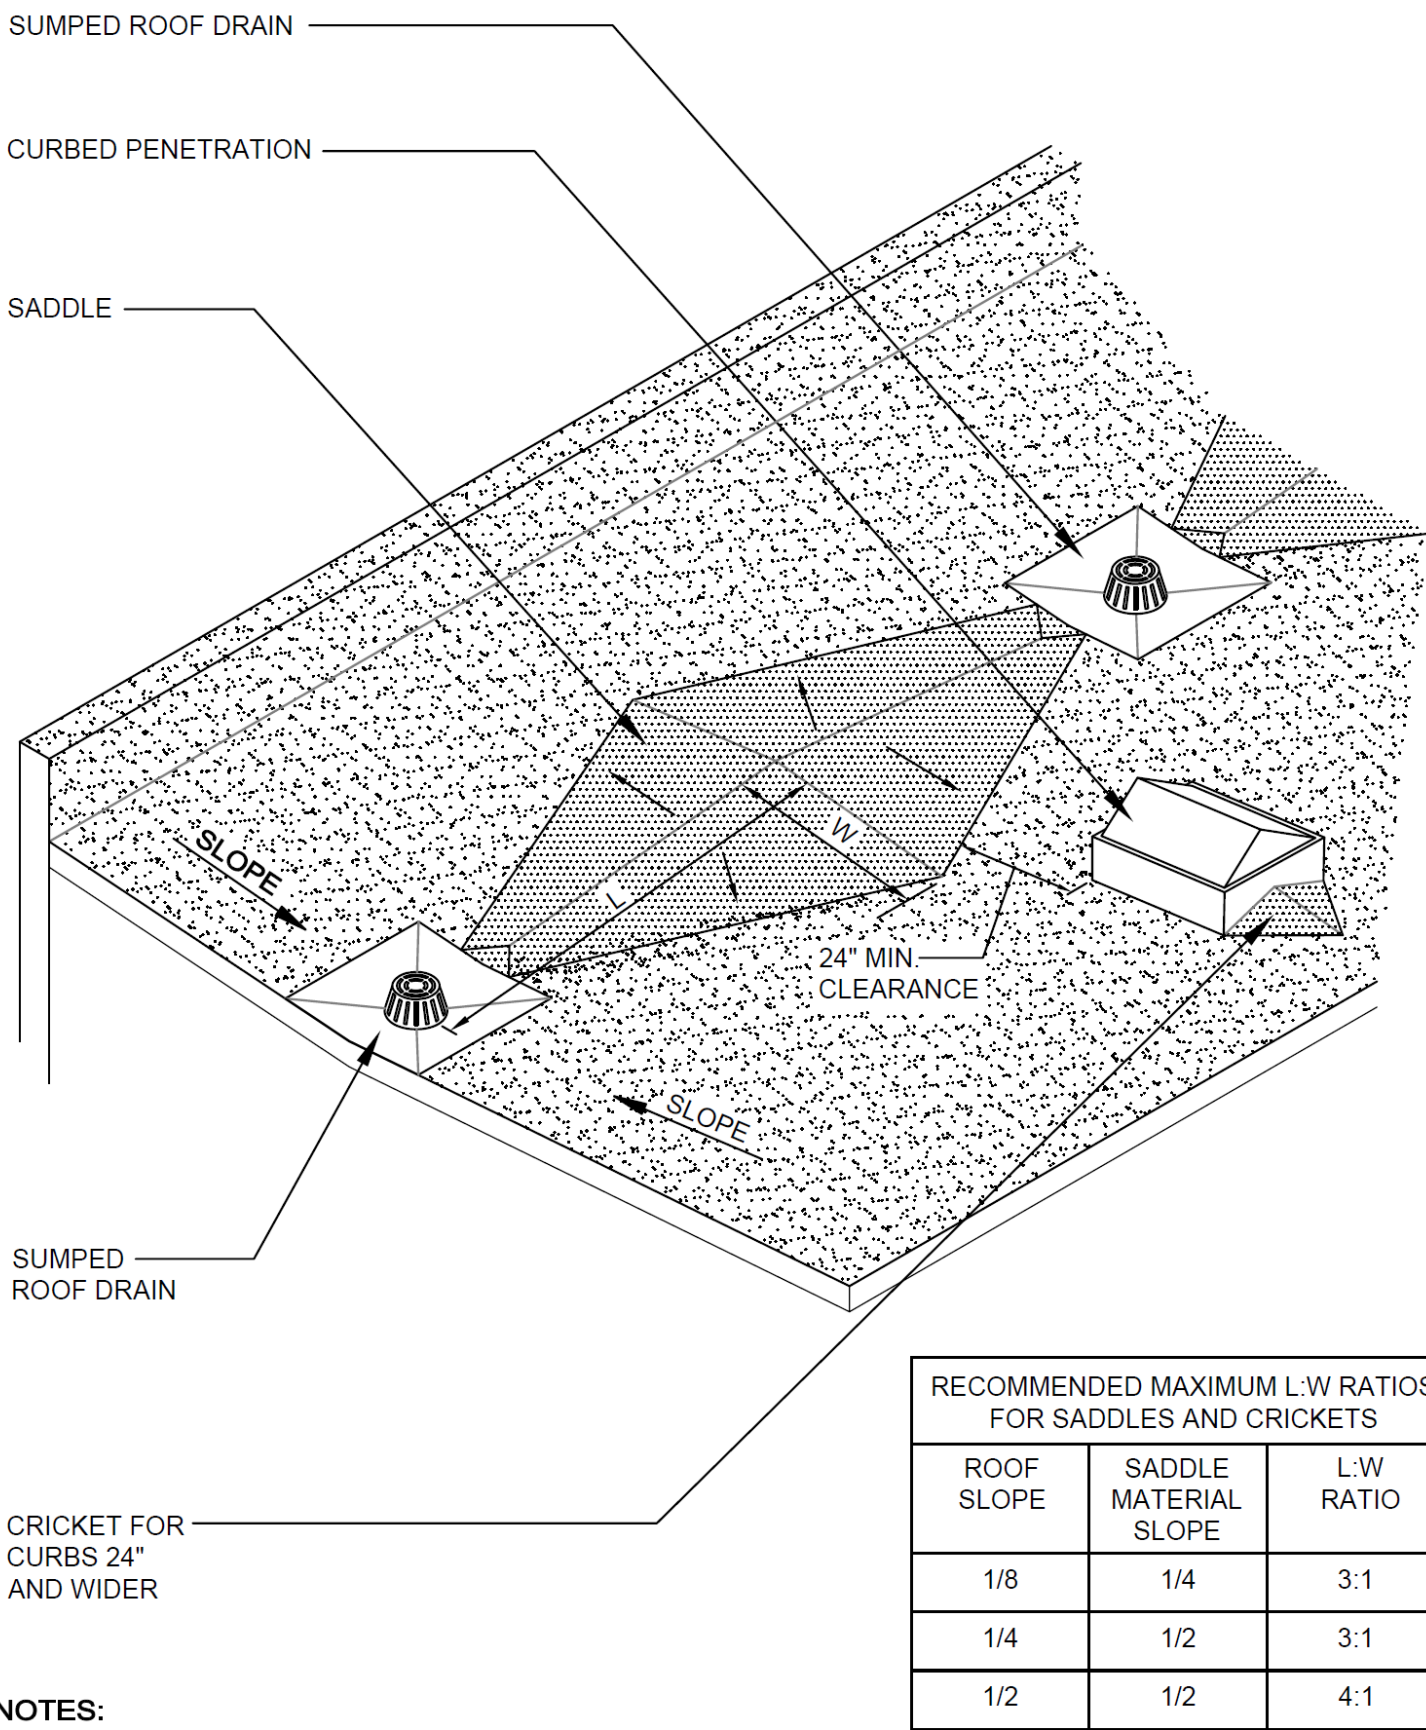 SUMPED ROOF DRAIN
CURBED PENETRATION
SADDLE
SLOPE
L
W
24" MIN.
CLEARANCE
SLOPE
SUMPED
ROOF DRAIN
CRICKET FOR
CURBS 24"
AND WIDER
RECOMMENDED MAXIMUM L:W RATIOS
FOR SADDLES AND CRICKETS
ROOF
SLOPE
SADDLE
MATERIAL
SLOPE
L:W
RATIO
1/8 1/4 3:1
1/4 1/2 3:1
1/2 1/2 4:1
NOTES: